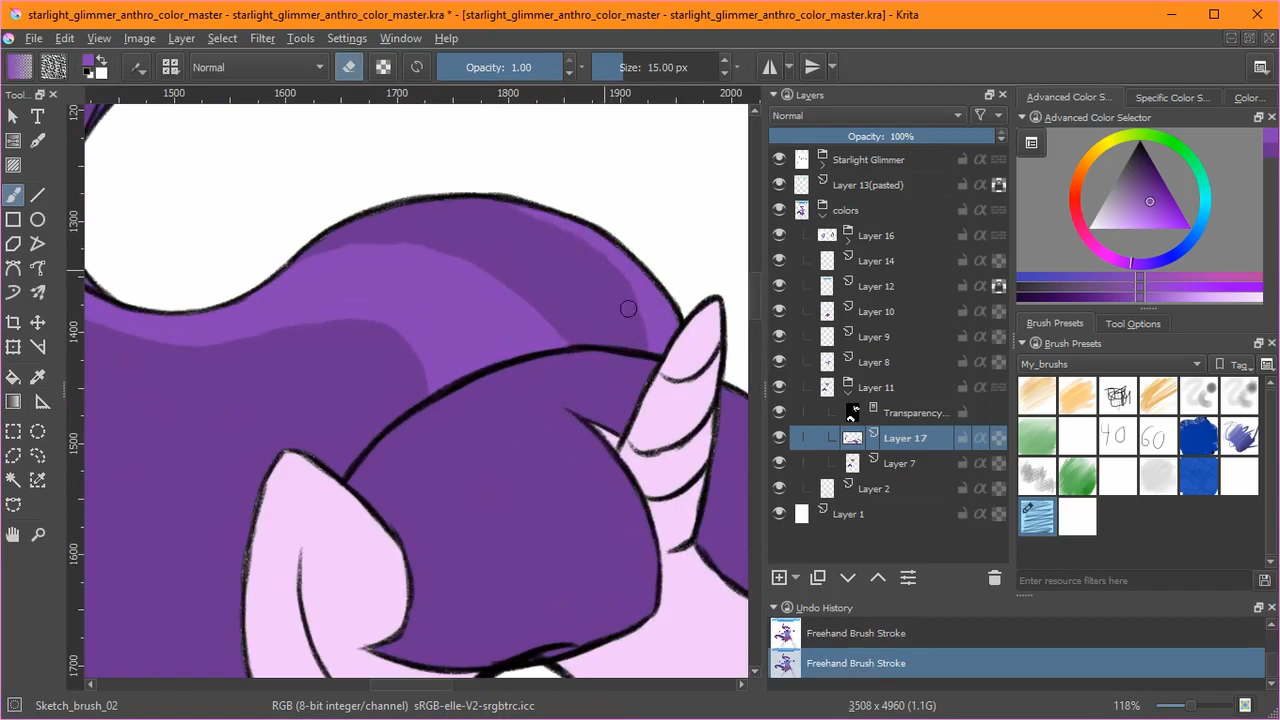 starlight_glimmer_anthro_color_master - starlight_glimmer_anthro_color_master.kra * - [starlight_glimmer_anthro_color_master - starlight_glimmer_anthro_color_master.kra] - Krita
File Edit View Image Layer Select Filter Tools Settings Window Help
Normal Opacity: 1.00 Size: 15.00 px
Tool...
1500 1600 1700 1800 1900 2000
1300
1400
1500
1600
1700
Layers
Normal
Opacity: 100%
Starlight Glimmer
Layer 13(pasted)
colors
Layer 16
Layer 14
Layer 12
Layer 10
Layer 9
Layer 8
Layer 11
Transparency...
Layer 17
Layer 7
Layer 2
Layer 1
Undo History
Freehand Brush Stroke
Freehand Brush Stroke
Advanced Color S... Specific Color S... Color...
Advanced Color Selector
Brush Presets Tool Options
Brush Presets
My_brushes Tag
40 60
Enter resource filters here
Sketch_brush_02 RGB (8-bit integer/channel) sRGB-elle-V2-srgbtrc.icc 3508 x 4960 (1.1G) 118%